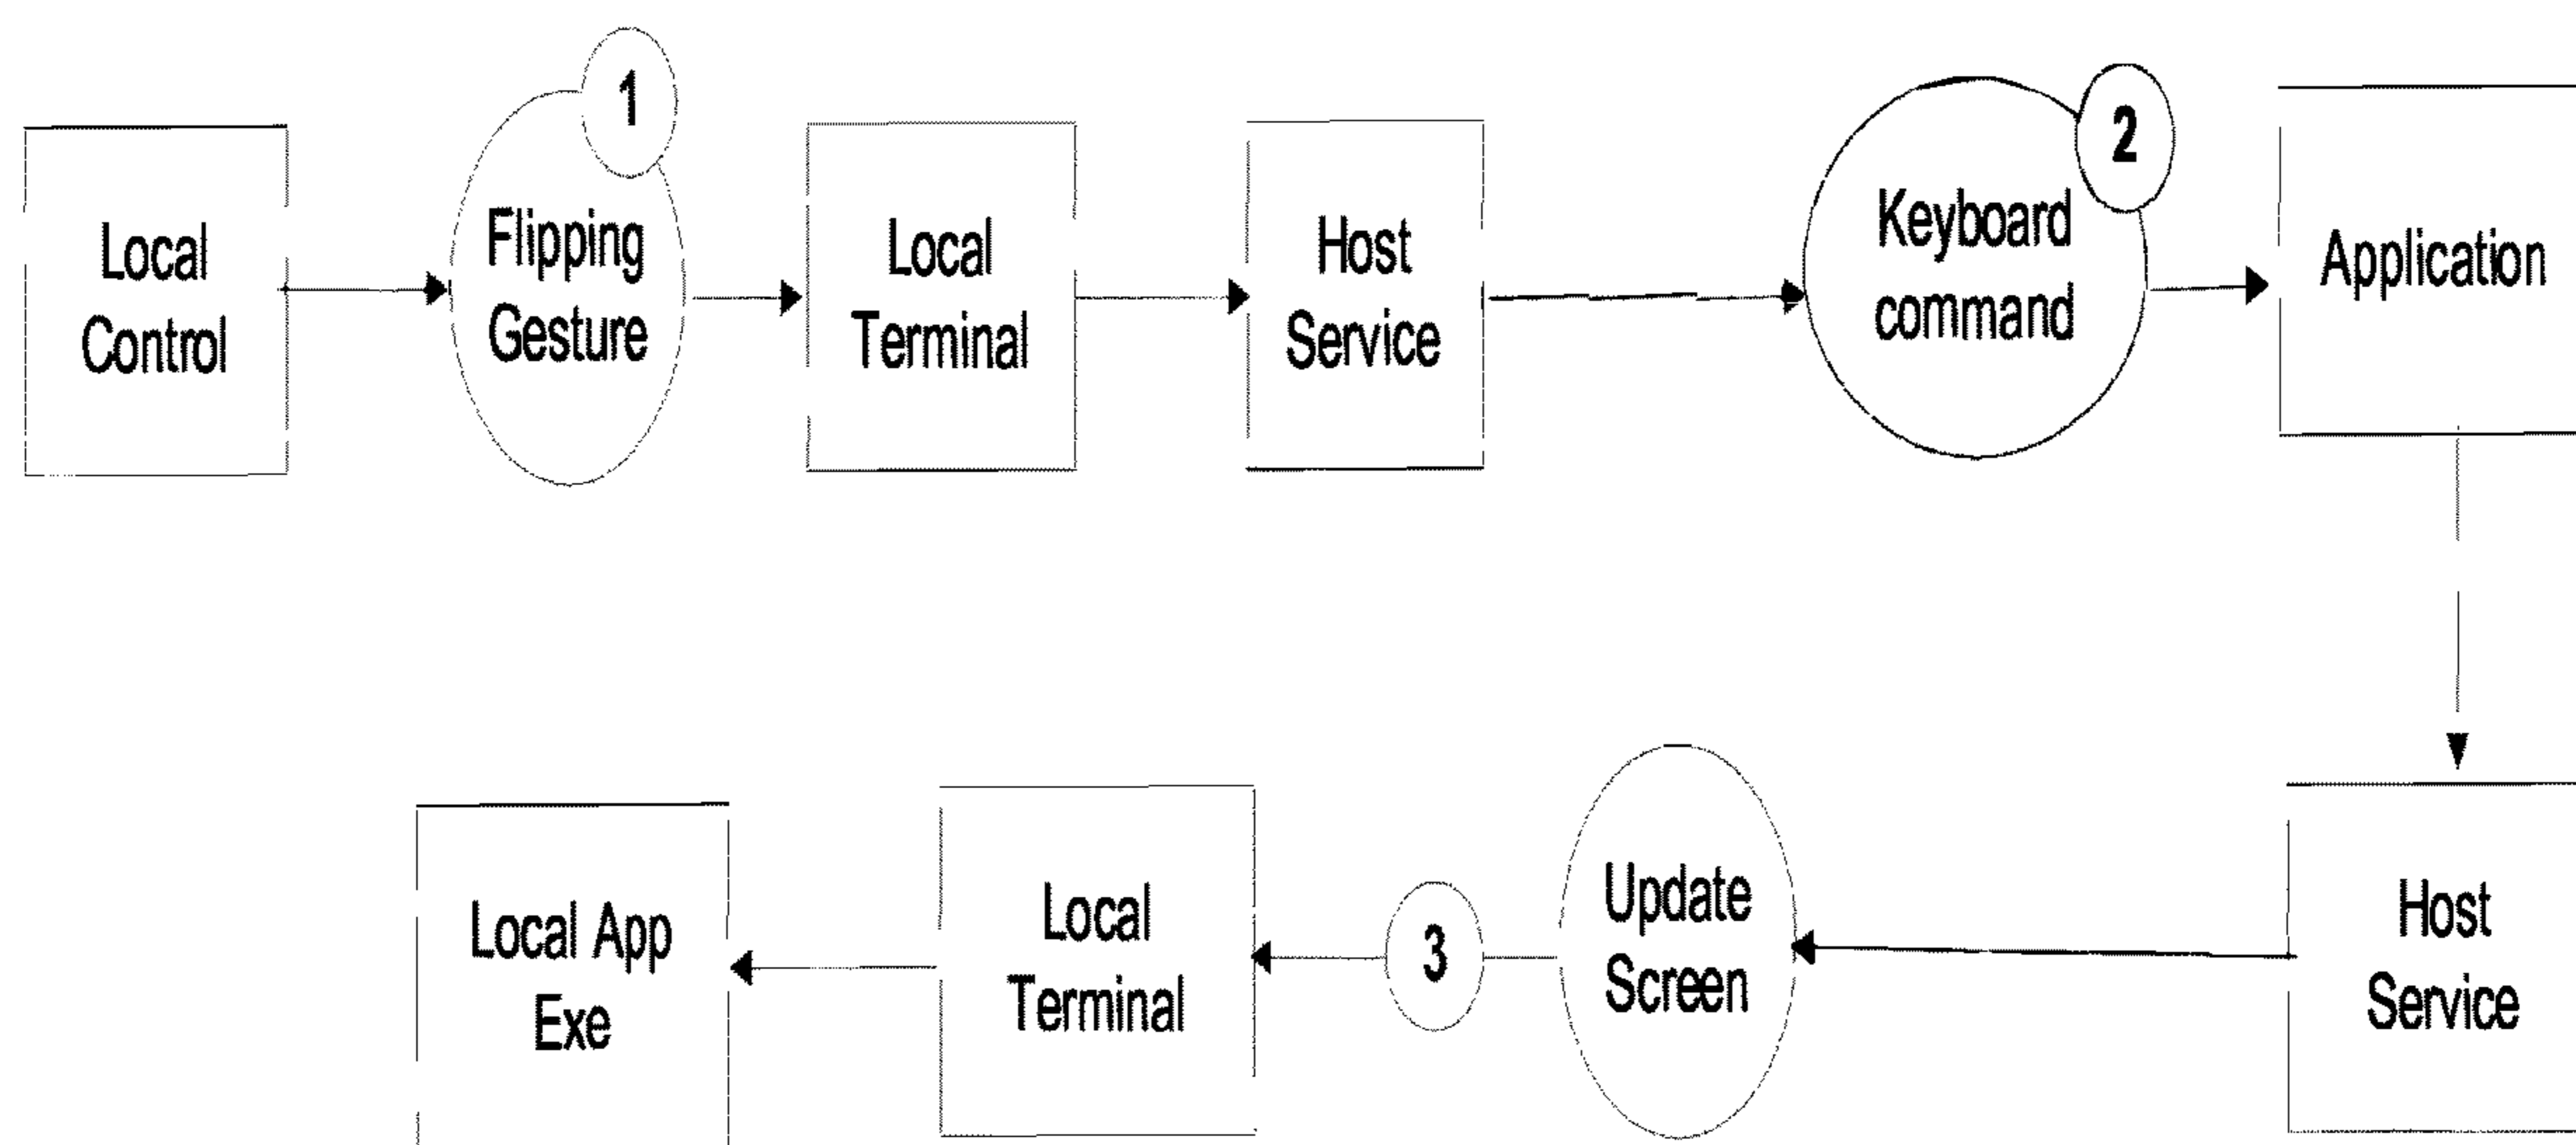 1
Local
Control
Flipping
Gesture
Local
Terminal
Host
Service
2
Keyboard
command
Application
Local App
Exe
Local
Terminal
3
Update
Screen
Host
Service